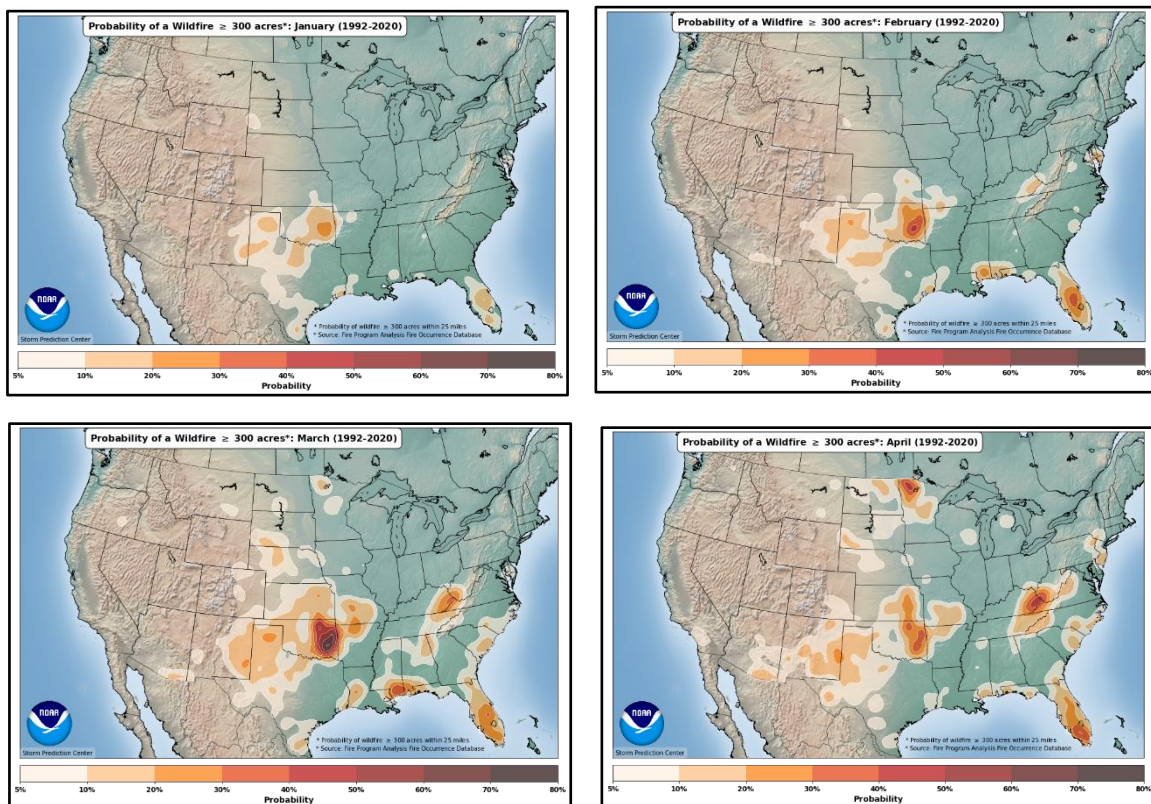 Probability of a Wildfire ≥ 300 acres*: January (1992-2020)
NOAA
Storm Prediction Center
* Probability of wildfire ≥ 300 acres within 25 miles
* Source: Fire Program Analysis Fire Occurrence Database
5% 10% 20% 30% 40% 50% 60% 70% 80%
Probability
Probability of a Wildfire ≥ 300 acres*: February (1992-2020)
NOAA
Storm Prediction Center
* Probability of wildfire ≥ 300 acres within 25 miles
* Source: Fire Program Analysis Fire Occurrence Database
5% 10% 20% 30% 40% 50% 60% 70% 80%
Probability
Probability of a Wildfire ≥ 300 acres*: March (1992-2020)
NOAA
Storm Prediction Center
* Probability of wildfire ≥ 300 acres within 25 miles
* Source: Fire Program Analysis Fire Occurrence Database
5% 10% 20% 30% 40% 50% 60% 70% 80%
Probability
Probability of a Wildfire ≥ 300 acres*: April (1992-2020)
NOAA
Storm Prediction Center
* Probability of wildfire ≥ 300 acres within 25 miles
* Source: Fire Program Analysis Fire Occurrence Database
5% 10% 20% 30% 40% 50% 60% 70% 80%
Probability